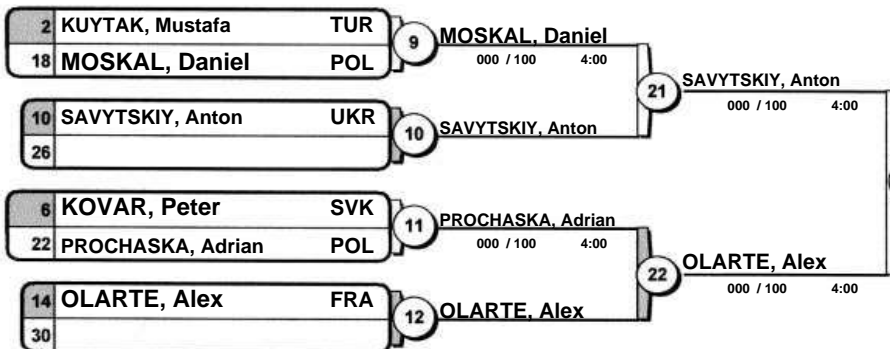 2 KUYTAK, Mustafa TUR
18 MOSKAL, Daniel POL
9
MOSKAL, Daniel
000 / 100 4:00
10 SAVYTSKIY, Anton UKR
26
10
SAVYTSKIY, Anton
21
SAVYTSKIY, Anton
000 / 100 4:00
6 KOVAR, Peter SVK
22 PROCHASKA, Adrian POL
11
PROCHASKA, Adrian
000 / 100 4:00
14 OLARTE, Alex FRA
30
12
OLARTE, Alex
22
OLARTE, Alex
000 / 100 4:00